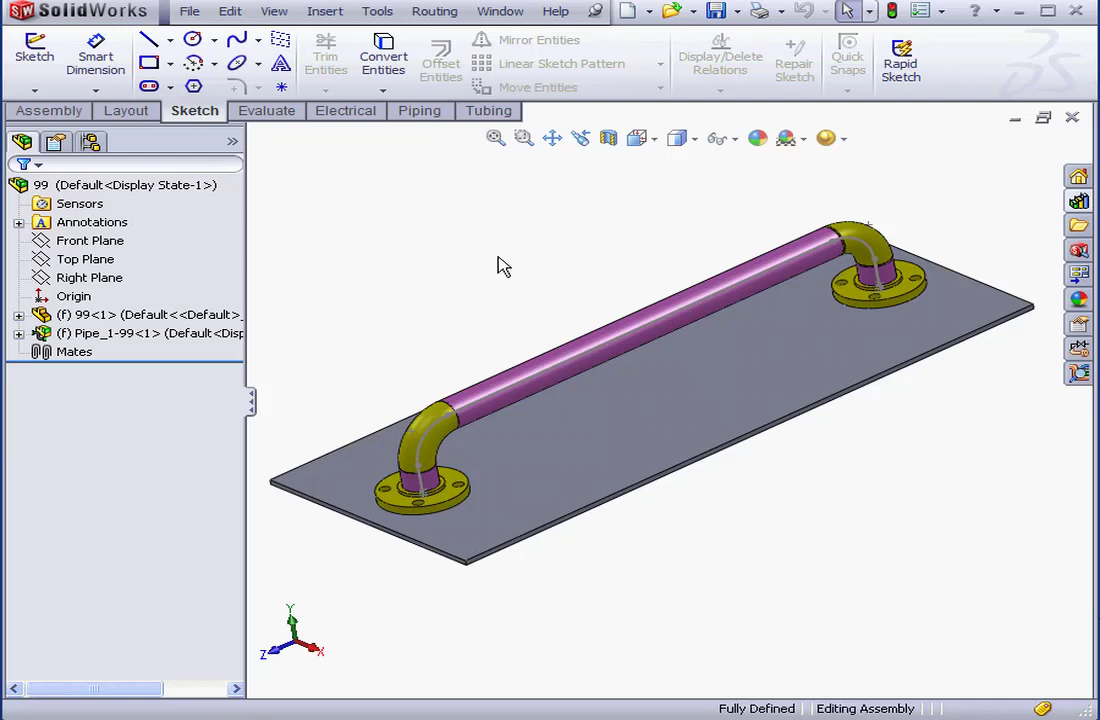 SolidWorks File Edit View Insert Tools Routing Window Help
Sketch Smart Dimension Trim Entities Convert Entities Offset Entities Mirror Entities Linear Sketch Pattern Move Entities Display/Delete Relations Repair Sketch Quick Snaps Rapid Sketch
Assembly Layout Sketch Evaluate Electrical Piping Tubing
99 (Default<Display State-1>)
Sensors
Annotations
Front Plane
Top Plane
Right Plane
Origin
(f) 99<1> (Default<<Default>_
(f) Pipe_1-99<1> (Default<Disp
Mates
Y
Z X
Fully Defined Editing Assembly